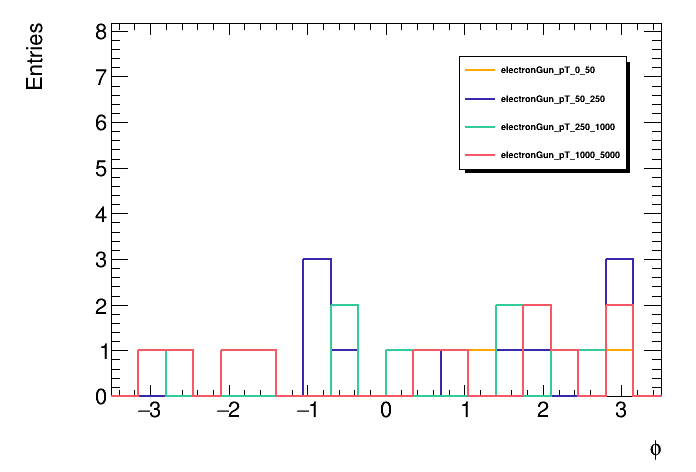 Entries
8
7
6
5
4
3
2
1
0
electronGun_pT_0_50
electronGun_pT_50_250
electronGun_pT_250_1000
electronGun_pT_1000_5000
−3 −2 −1 0 1 2 3
ϕ